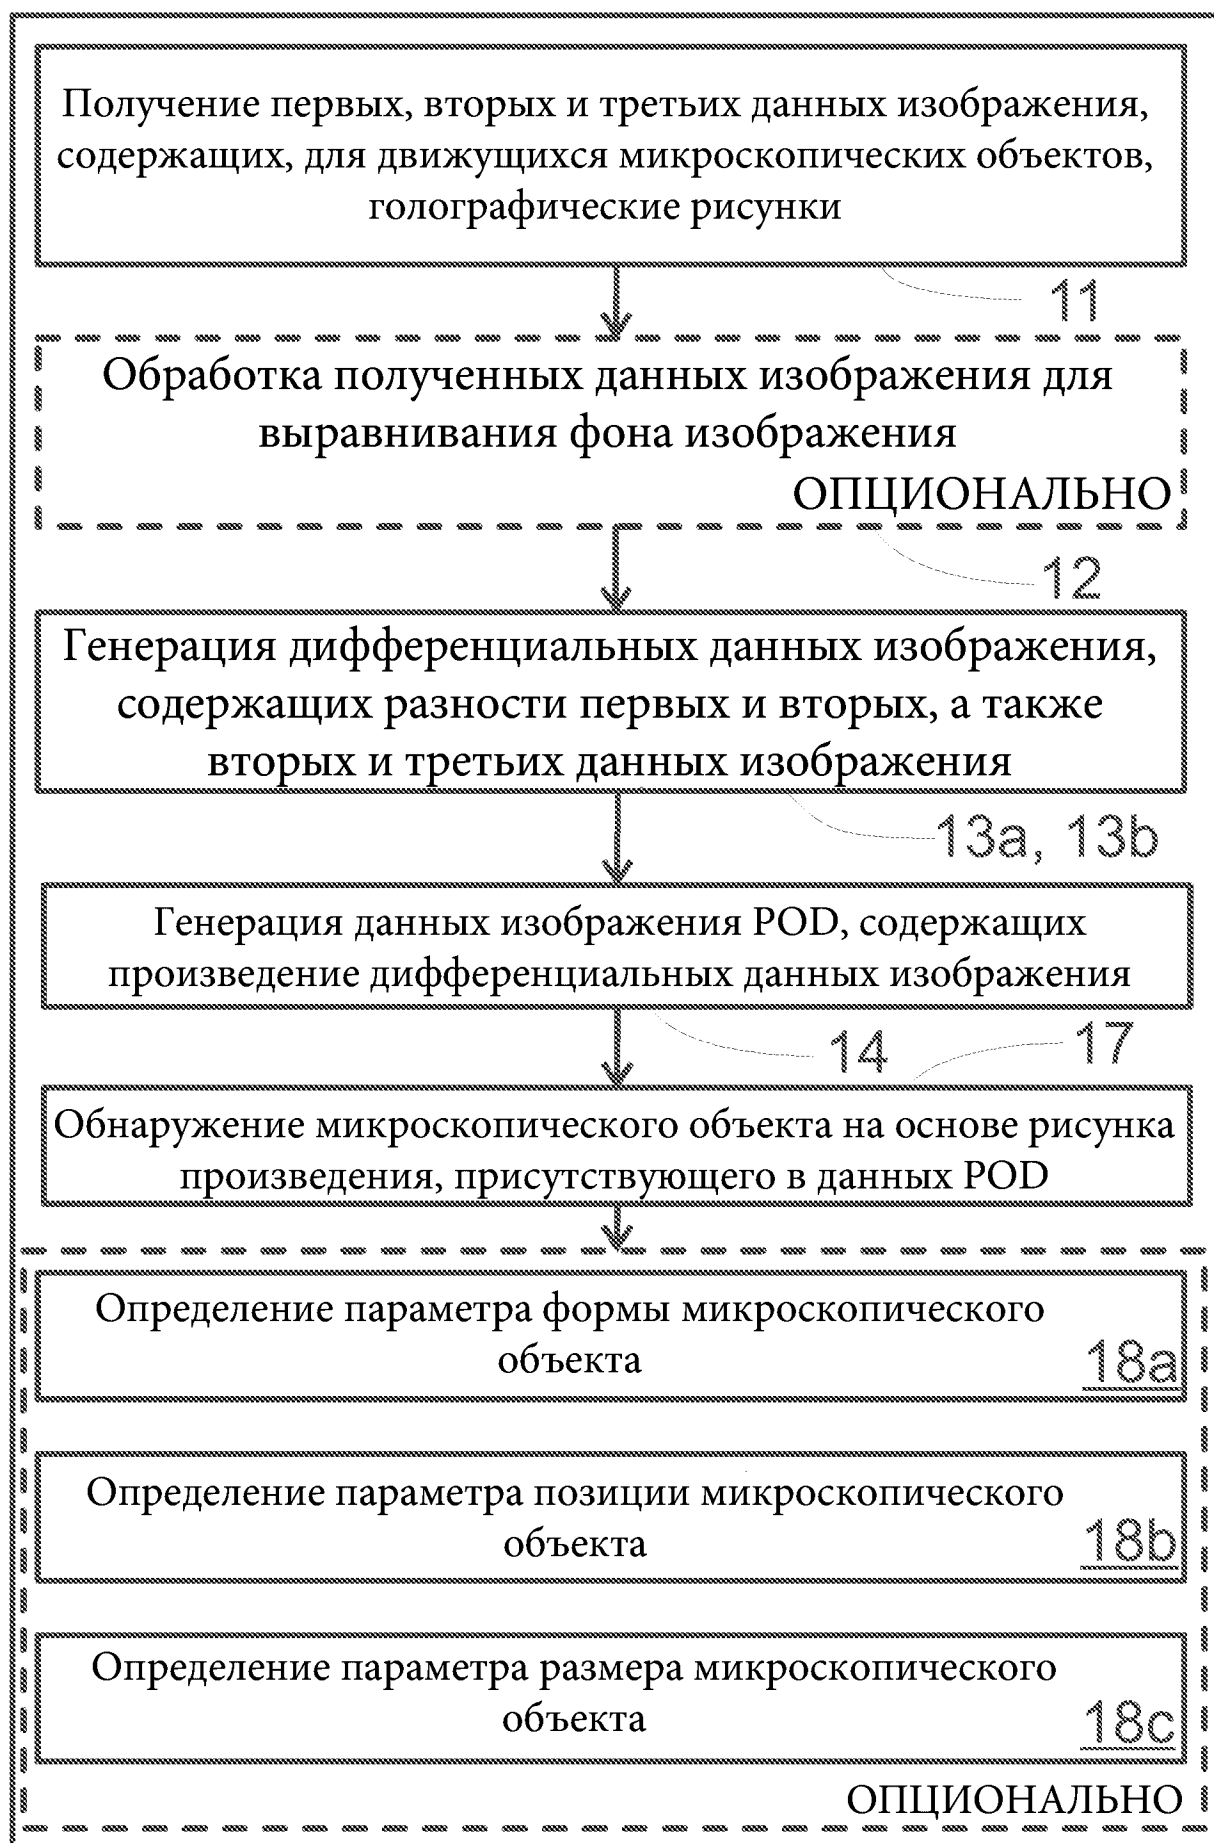 Получение первых, вторых и третьих данных изображения,
содержащих, для движущихся микроскопических объектов,
голографические рисунки
11
Обработка полученных данных изображения для
выравнивания фона изображения
ОПЦИОНАЛЬНО
12
Генерация дифференциальных данных изображения,
содержащих разности первых и вторых, а также
вторых и третьих данных изображения
13a, 13b
Генерация данных изображения POD, содержащих
произведение дифференциальных данных изображения
14
17
Обнаружение микроскопического объекта на основе рисунка
произведения, присутствующего в данных POD
Определение параметра формы микроскопического
объекта
18a
Определение параметра позиции микроскопического
объекта
18b
Определение параметра размера микроскопического
объекта
18c
ОПЦИОНАЛЬНО